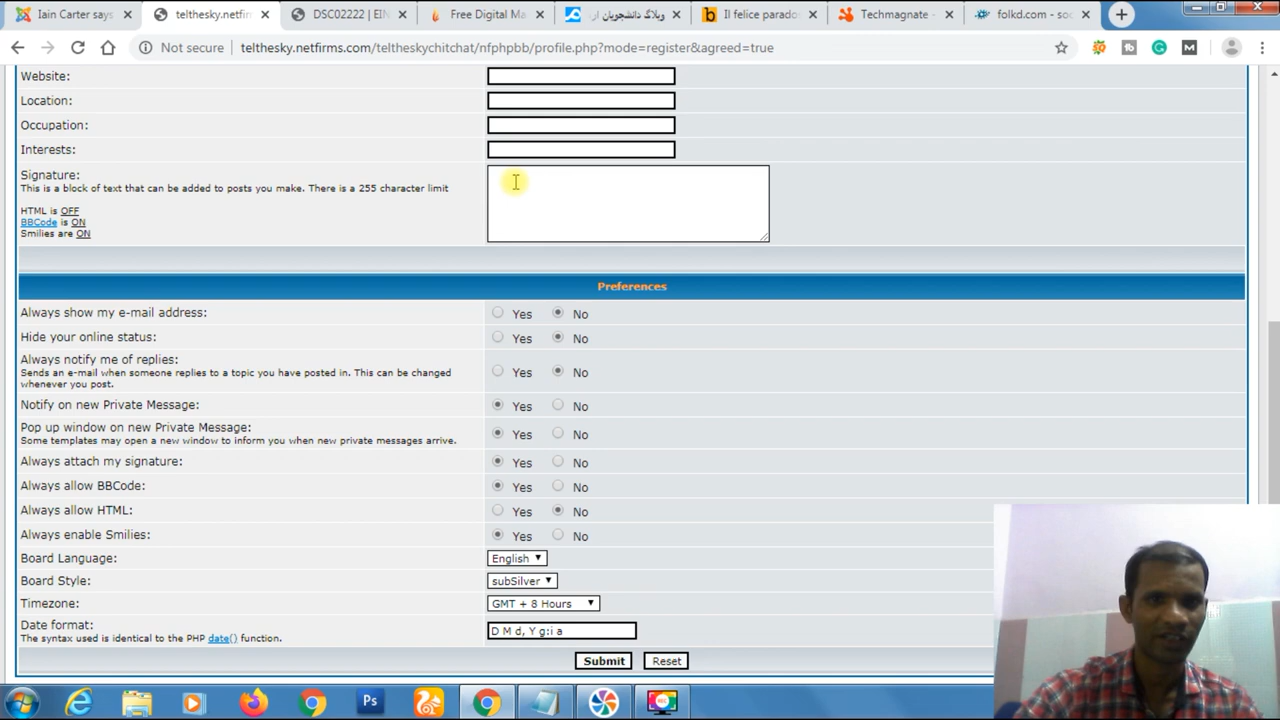 Iain Carter says
telthesky.netfirm
DSC02222 | EIN
Free Digital Ma
وبلاگ دانشجویان ار
Il felice parado
Techmagnate -
folkd.com - soc
Not secure
telthesky.netfirms.com/teltheskychitchat/nfphpbb/profile.php?mode=register&agreed=true
Website:
Location:
Occupation:
Interests:
Signature:
This is a block of text that can be added to posts you make. There is a 255 character limit
HTML is OFF
BBCode is ON
Smilies are ON
Preferences
Always show my e-mail address: Yes No
Hide your online status: Yes No
Always notify me of replies:
Sends an e-mail when someone replies to a topic you have posted in. This can be changed Yes No
whenever you post.
Notify on new Private Message: Yes No
Pop up window on new Private Message: Yes No
Some templates may open a new window to inform you when new private messages arrive.
Always attach my signature: Yes No
Always allow BBCode: Yes No
Always allow HTML: Yes No
Always enable Smilies: Yes No
Board Language: English
Board Style: subSilver
Timezone: GMT + 8 Hours
Date format: D M d, Y g:i a
The syntax used is identical to the PHP date() function.
Submit Reset
Ps